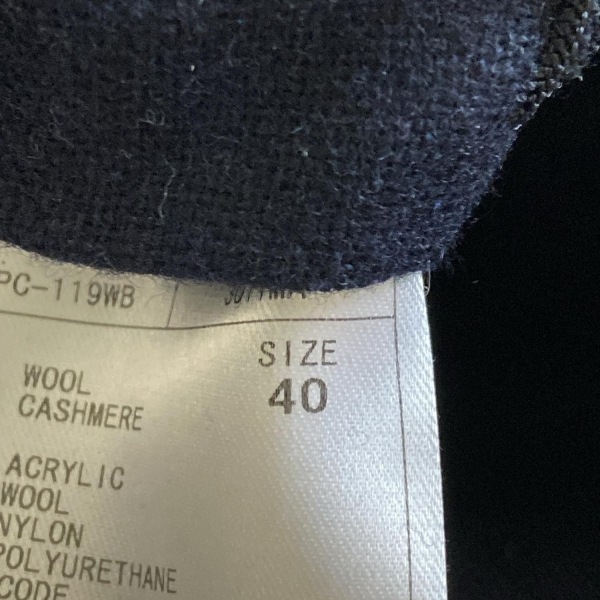 PC-119WB
SIZE
40
WOOL
CASHMERE
ACRYLIC
WOOL
NYLON
POLYURETHANE
CODE